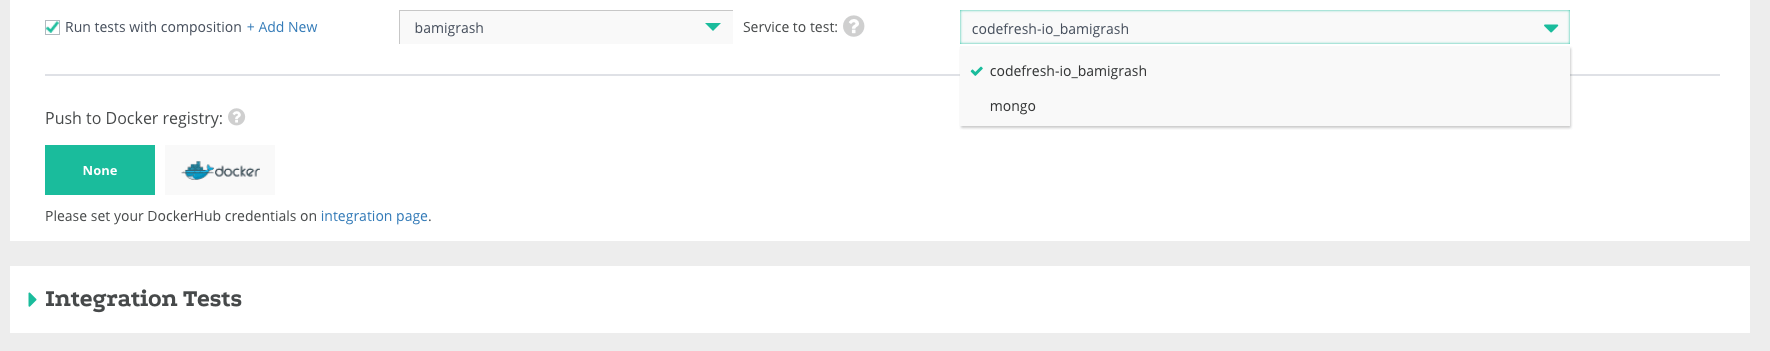 Run tests with composition + Add New bamigrash Service to test: ? codefresh-io_bamigrash
codefresh-io_bamigrash
mongo
Push to Docker registry: ?
None docker
Please set your DockerHub credentials on integration page.
Integration Tests